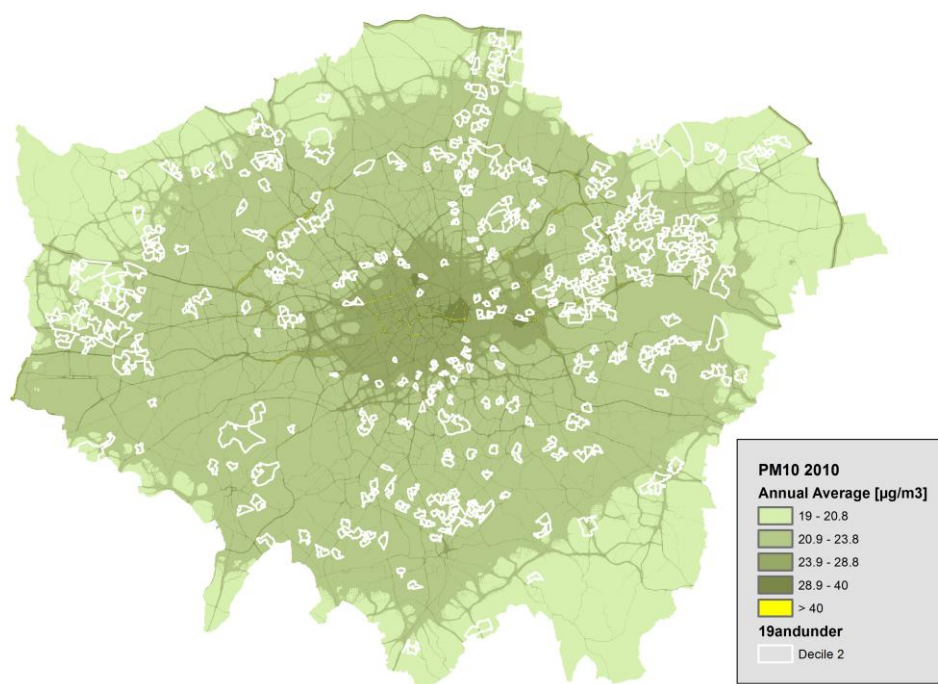 PM10 2010
Annual Average [µg/m3]
19 - 20.8
20.9 - 23.8
23.9 - 28.8
28.9 - 40
> 40
19andunder
Decile 2